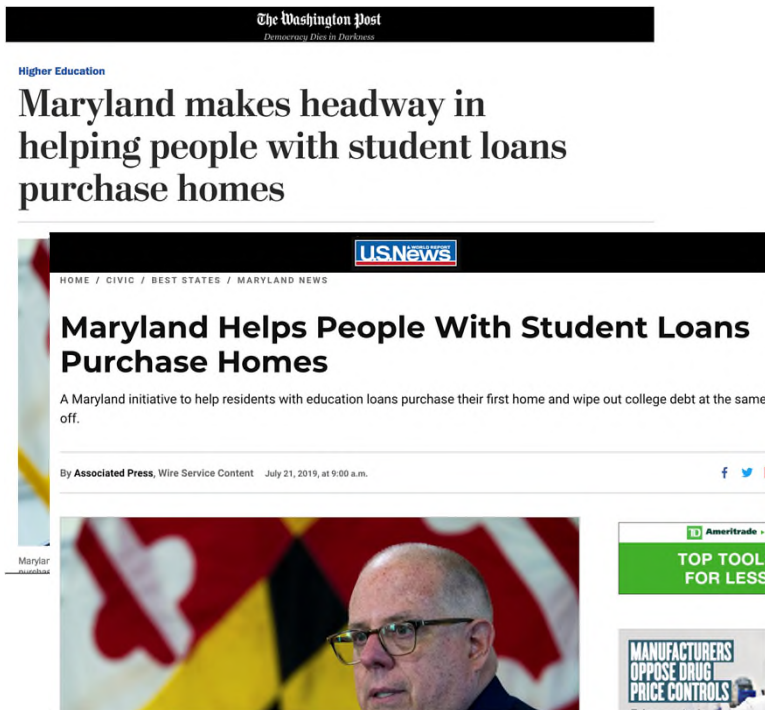 The Washington Post
Democracy Dies in Darkness
Higher Education
Maryland makes headway in
helping people with student loans
purchase homes
U.S.News
& WORLD REPORT
HOME / CIVIC / BEST STATES / MARYLAND NEWS
Maryland Helps People With Student Loans
Purchase Homes
A Maryland initiative to help residents with education loans purchase their first home and wipe out college debt at the same
off.
By Associated Press, Wire Service Content July 21, 2019, at 9:00 a.m.
TD Ameritrade
TOP TOOL
FOR LESS
Marylan
MANUFACTURERS
OPPOSE DRUG
PRICE CONTROLS